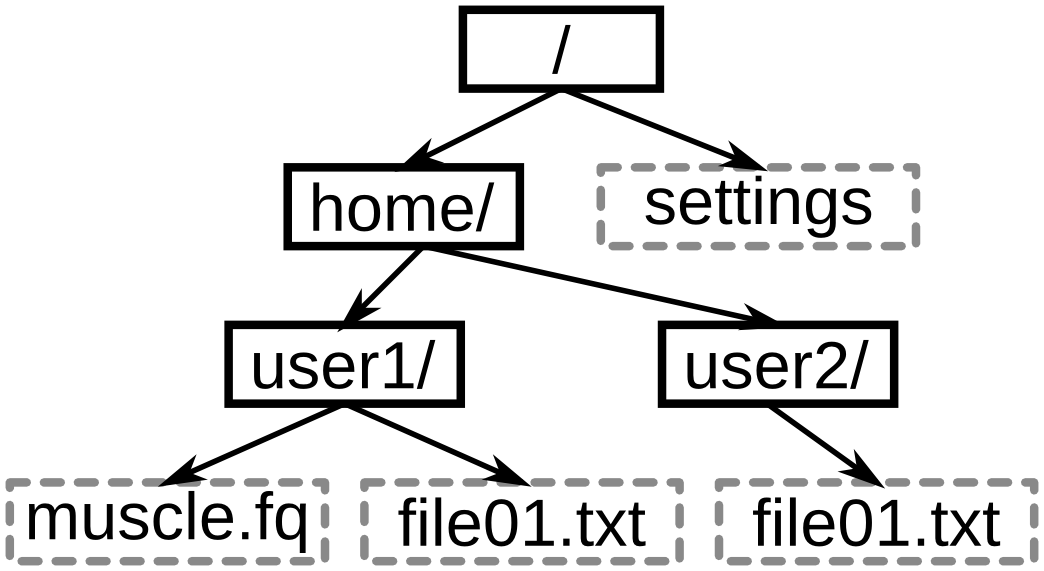 /
home/
settings
user1/
user2/
muscle.fq
file01.txt
file01.txt